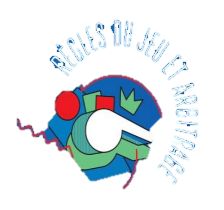 RÈGLES DU JEU ET ARBITRAGE